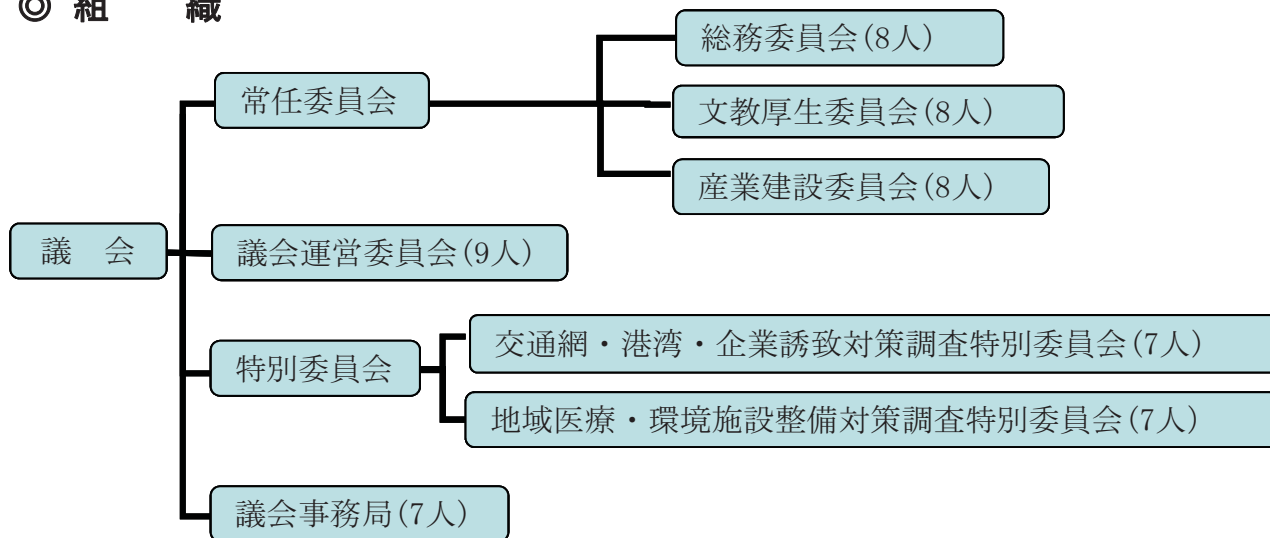 ◎ 組　織
総務委員会(8人)
常任委員会
文教厚生委員会(8人)
産業建設委員会(8人)
議　会
議会運営委員会(9人)
交通網・港湾・企業誘致対策調査特別委員会(7人)
特別委員会
地域医療・環境施設整備対策調査特別委員会(7人)
議会事務局(7人)